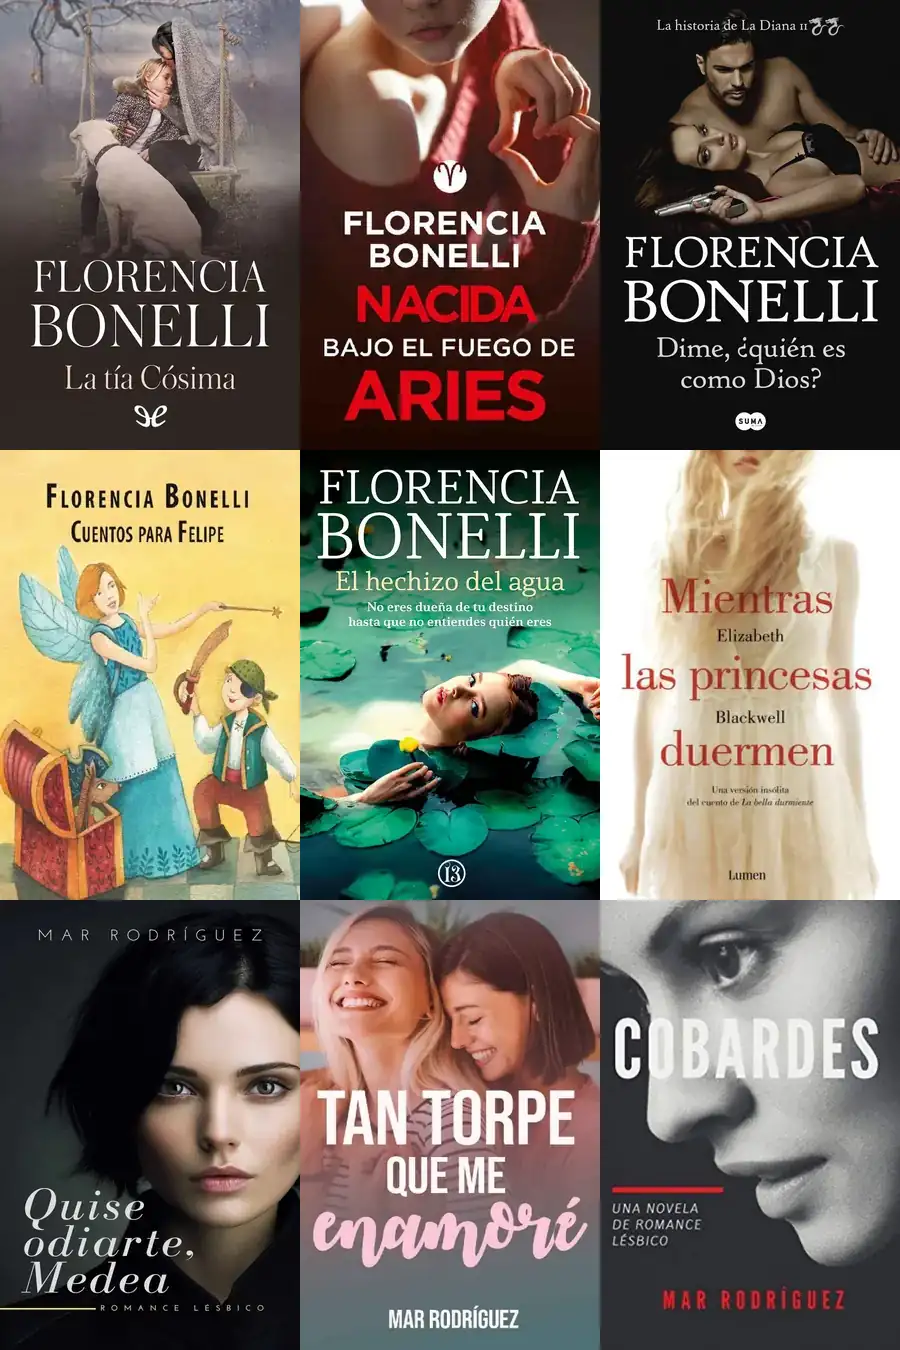 FLORENCIA
BONELLI
La tía Cósima
FLORENCIA
BONELLI
NACIDA
BAJO EL FUEGO DE
ARIES
La historia de La Diana II
FLORENCIA
BONELLI
Dime, ¿quién es
como Dios?
SUMA
FLORENCIA BONELLI
CUENTOS PARA FELIPE
FLORENCIA
BONELLI
El hechizo del agua
No eres dueña de tu destino
hasta que no entiendes quién eres
13
Mientras
Elizabeth
las princesas
Blackwell
duermen
Una versión insólita
del cuento de La bella durmiente
Lumen
MAR RODRÍGUEZ
Quise
odiarte,
Medea
ROMANCE LÉSBICO
TAN TORPE
QUE ME
enamoré
MAR RODRÍGUEZ
COBARDES
UNA NOVELA
DE ROMANCE
LÉSBICO
MAR RODRÍGUEZ